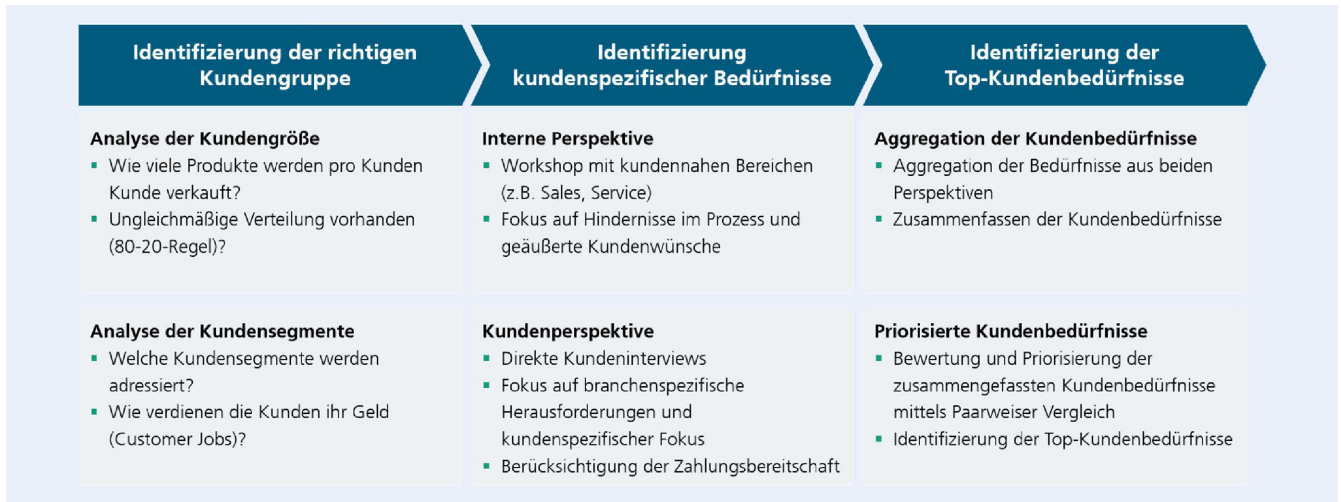 Identifizierung der richtigen
Kundengruppe
Identifizierung
kundenspezifischer Bedürfnisse
Identifizierung der
Top-Kundenbedürfnisse
Analyse der Kundengröße
▪ Wie viele Produkte werden pro Kunden
Kunde verkauft?
▪ Ungleichmäßige Verteilung vorhanden
(80-20-Regel)?
Interne Perspektive
▪ Workshop mit kundennahen Bereichen
(z.B. Sales, Service)
▪ Fokus auf Hindernisse im Prozess und
geäußerte Kundenwünsche
Aggregation der Kundenbedürfnisse
▪ Aggregation der Bedürfnisse aus beiden
Perspektiven
▪ Zusammenfassen der Kundenbedürfnisse
Analyse der Kundensegmente
▪ Welche Kundensegmente werden
adressiert?
▪ Wie verdienen die Kunden ihr Geld
(Customer Jobs)?
Kundenperspektive
▪ Direkte Kundeninterviews
▪ Fokus auf branchenspezifische
Herausforderungen und
kundenspezifischer Fokus
▪ Berücksichtigung der Zahlungsbereitschaft
Priorisierte Kundenbedürfnisse
▪ Bewertung und Priorisierung der
zusammengefassten Kundenbedürfnisse
mittels Paarweiser Vergleich
▪ Identifizierung der Top-Kundenbedürfnisse